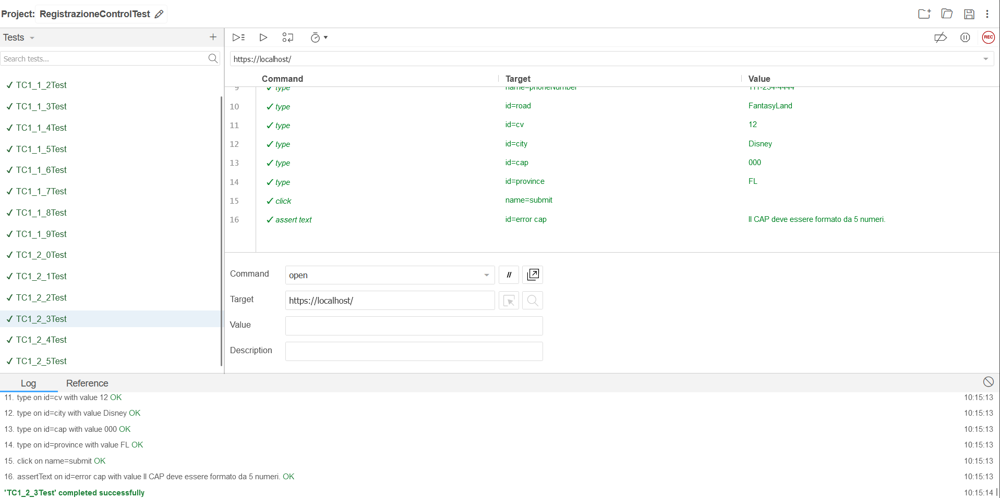 Project: RegistrazioneControlTest
Tests
Search tests...
TC1_1_2Test
TC1_1_3Test
TC1_1_4Test
TC1_1_5Test
TC1_1_6Test
TC1_1_7Test
TC1_1_8Test
TC1_1_9Test
TC1_2_0Test
TC1_2_1Test
TC1_2_2Test
TC1_2_3Test
TC1_2_4Test
TC1_2_5Test
REC
https://localhost/
Command Target Value
9 type name=phoneNumber 111-234-4444
10 type id=road FantasyLand
11 type id=cv 12
12 type id=city Disney
13 type id=cap 000
14 type id=province FL
15 click name=submit
16 assert text id=error cap Il CAP deve essere formato da 5 numeri.
Command open //
Target https://localhost/
Value
Description
Log Reference
11. type on id=cv with value 12 OK 10:15:13
12. type on id=city with value Disney OK 10:15:13
13. type on id=cap with value 000 OK 10:15:13
14. type on id=province with value FL OK 10:15:13
15. click on name=submit OK 10:15:13
16. assertText on id=error cap with value Il CAP deve essere formato da 5 numeri. OK 10:15:13
'TC1_2_3Test' completed successfully 10:15:14